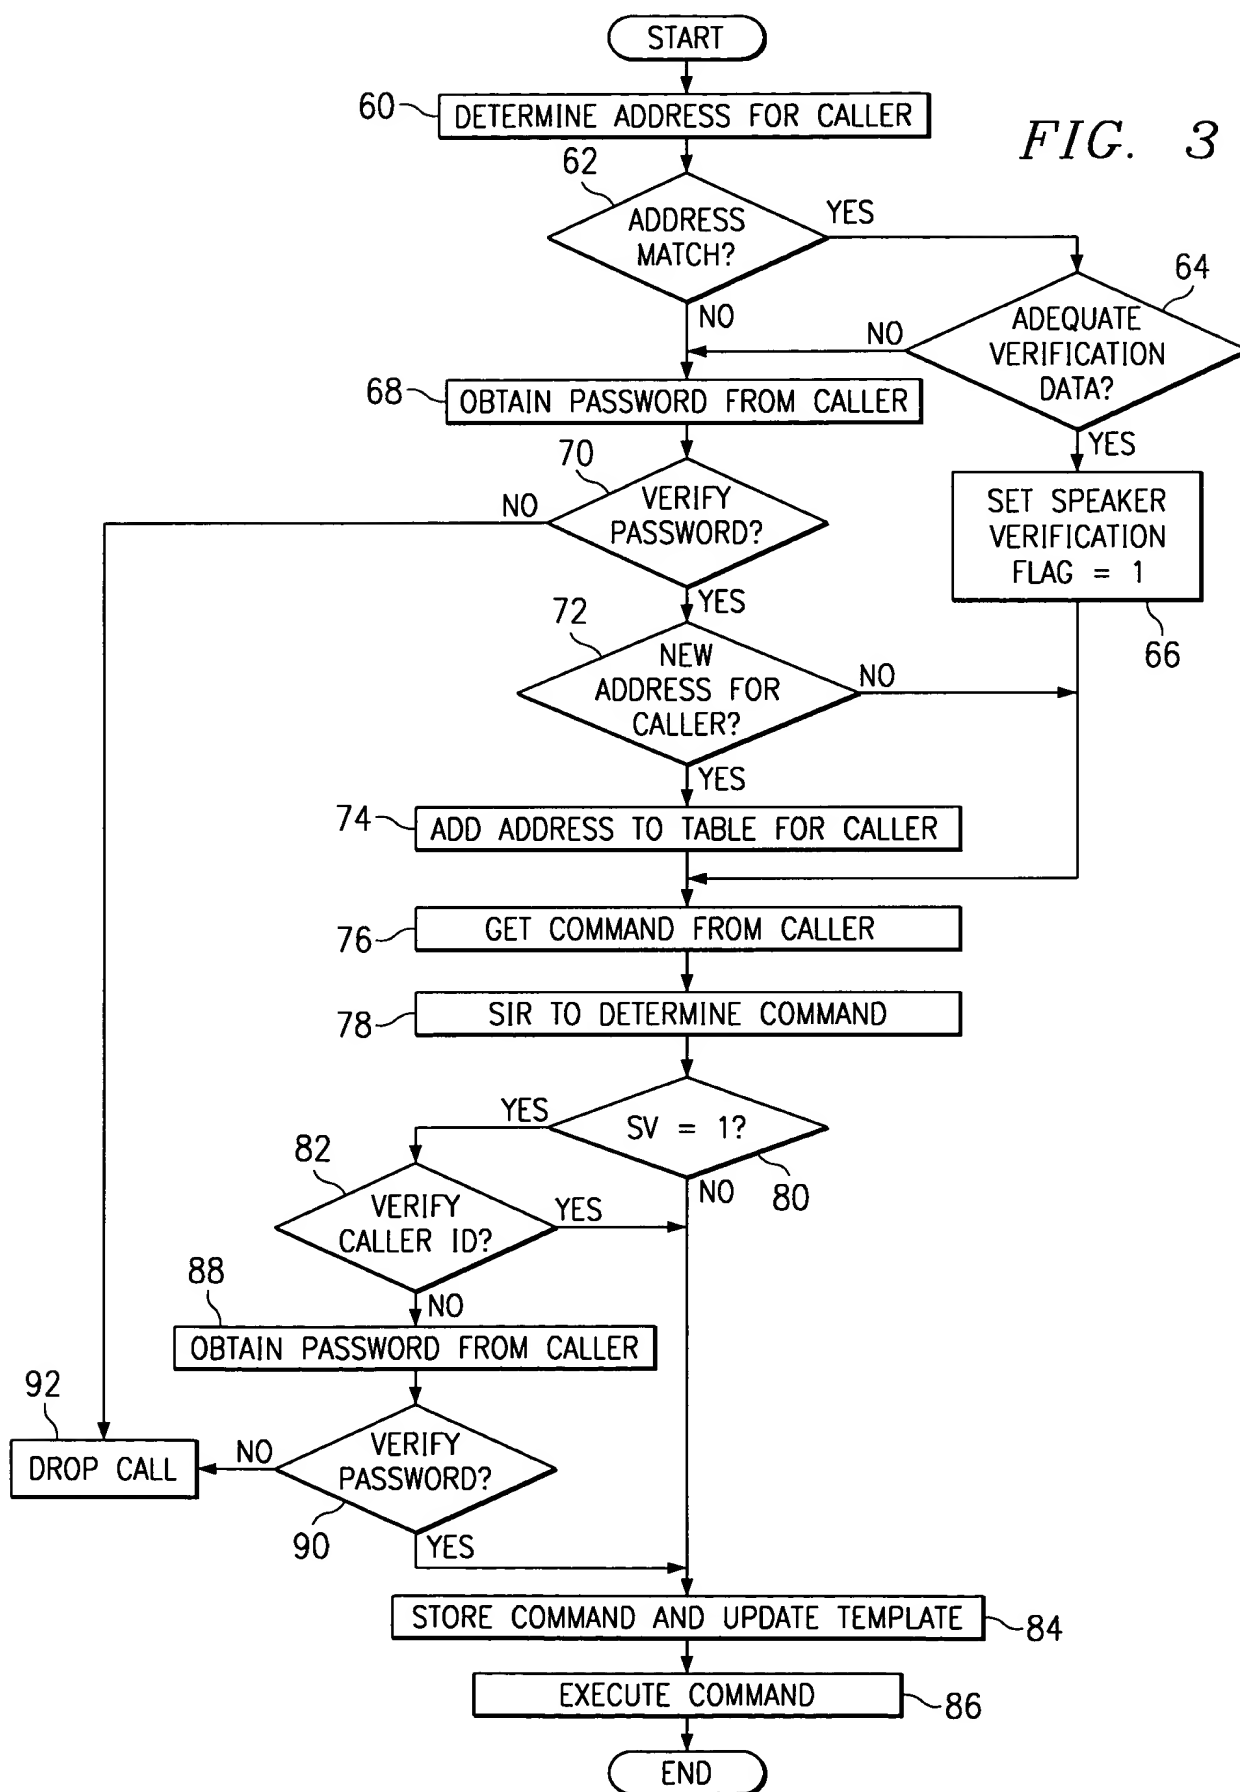 START
60
DETERMINE ADDRESS FOR CALLER
FIG. 3
62
ADDRESS
MATCH?
YES
NO
64
ADEQUATE
VERIFICATION
DATA?
NO
YES
68
OBTAIN PASSWORD FROM CALLER
70
VERIFY
PASSWORD?
NO
YES
SET SPEAKER
VERIFICATION
FLAG = 1
66
72
NEW
ADDRESS FOR
CALLER?
NO
YES
74
ADD ADDRESS TO TABLE FOR CALLER
76
GET COMMAND FROM CALLER
78
SIR TO DETERMINE COMMAND
YES
SV = 1?
80
NO
82
VERIFY
CALLER ID?
YES
NO
88
OBTAIN PASSWORD FROM CALLER
92
DROP CALL
NO
VERIFY
PASSWORD?
90
YES
STORE COMMAND AND UPDATE TEMPLATE
84
EXECUTE COMMAND
86
END